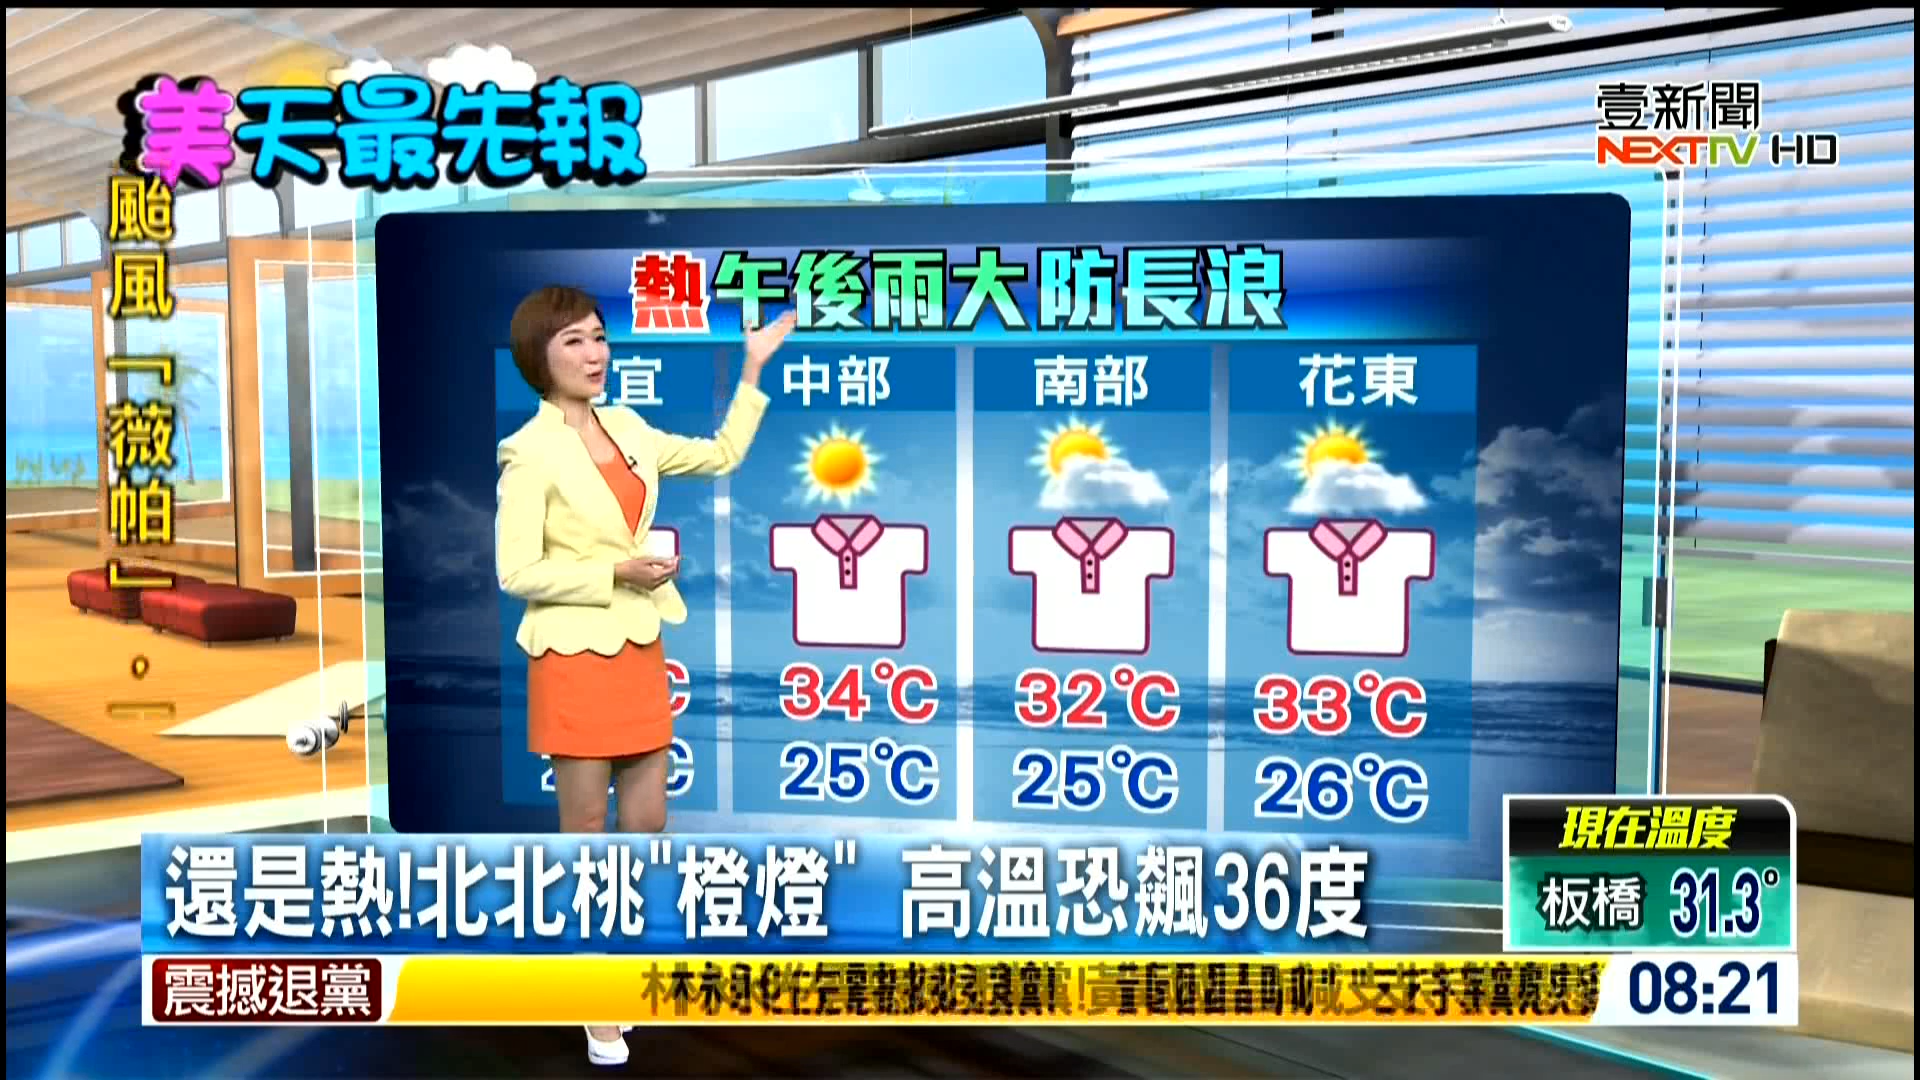 美天最先報
壹新聞
NEXTTV HD
颱風「薇帕」。
熱午後雨大防長浪
宜
中部
南部
花東
34℃
32℃
33℃
25℃
25℃
26℃
還是熱!北北桃"橙燈" 高溫恐飆36度
現在溫度
板橋 31.3°
震撼退黨
08:21